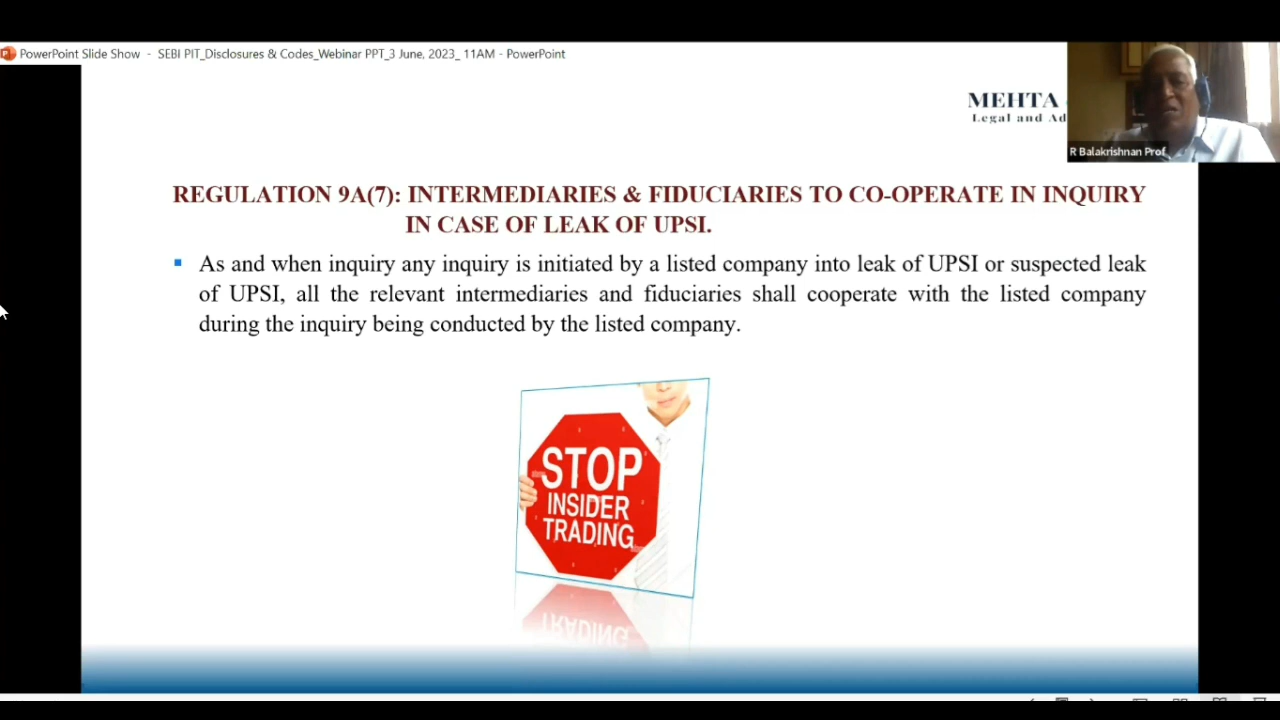 PowerPoint Slide Show - SEBI PIT_Disclosures & Codes_Webinar PPT_3 June, 2023_ 11AM - PowerPoint
MEHTA
Legal and Ad
R Balakrishnan Prof
REGULATION 9A(7): INTERMEDIARIES & FIDUCIARIES TO CO-OPERATE IN INQUIRY
IN CASE OF LEAK OF UPSI.
As and when inquiry any inquiry is initiated by a listed company into leak of UPSI or suspected leak
of UPSI, all the relevant intermediaries and fiduciaries shall cooperate with the listed company
during the inquiry being conducted by the listed company.
STOP
INSIDER
TRADING
TRADING